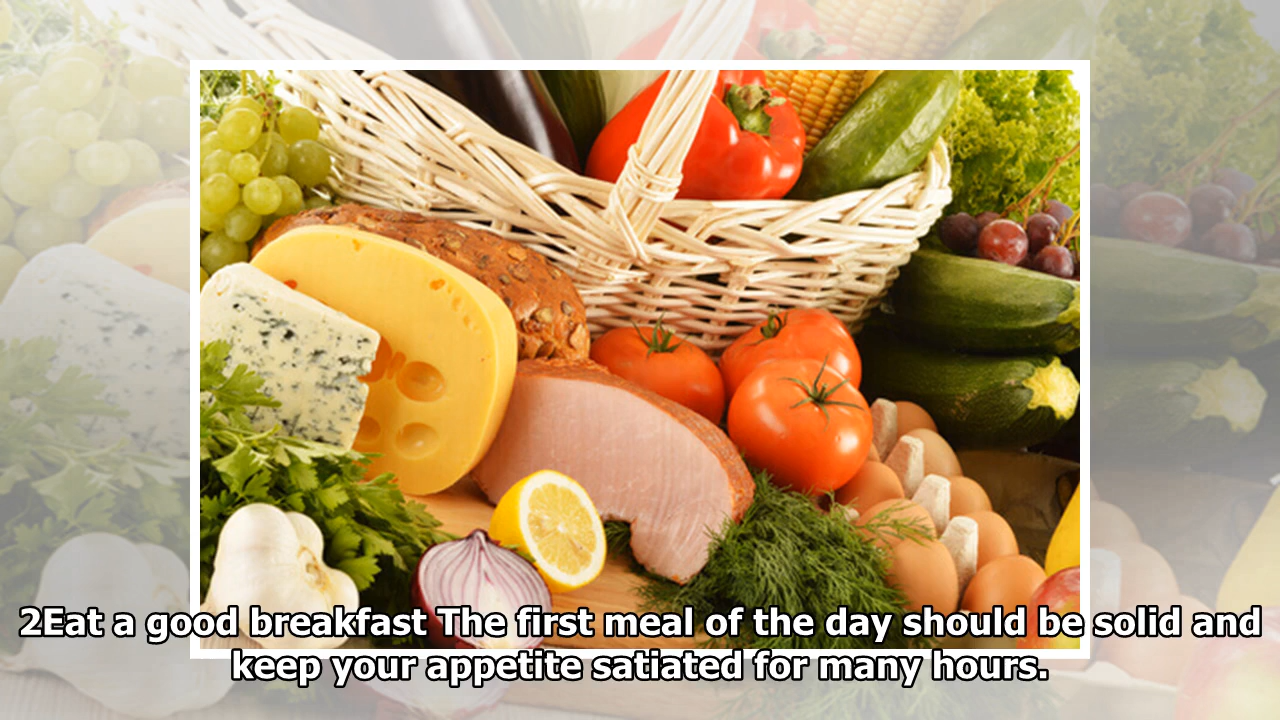 2Eat a good breakfast The first meal of the day should be solid and
keep your appetite satiated for many hours.